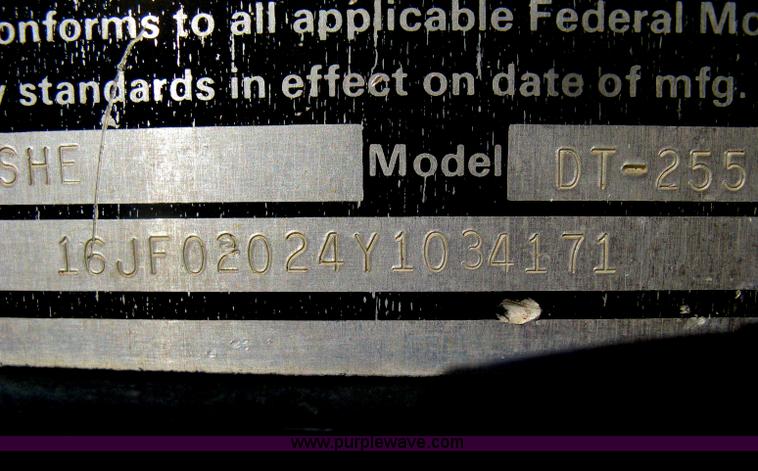 onforms to all applicable Federal Mo
y standards in effect on date of mfg.
SHE Model DT-255
16JF02024Y1034171
www.purplewave.com